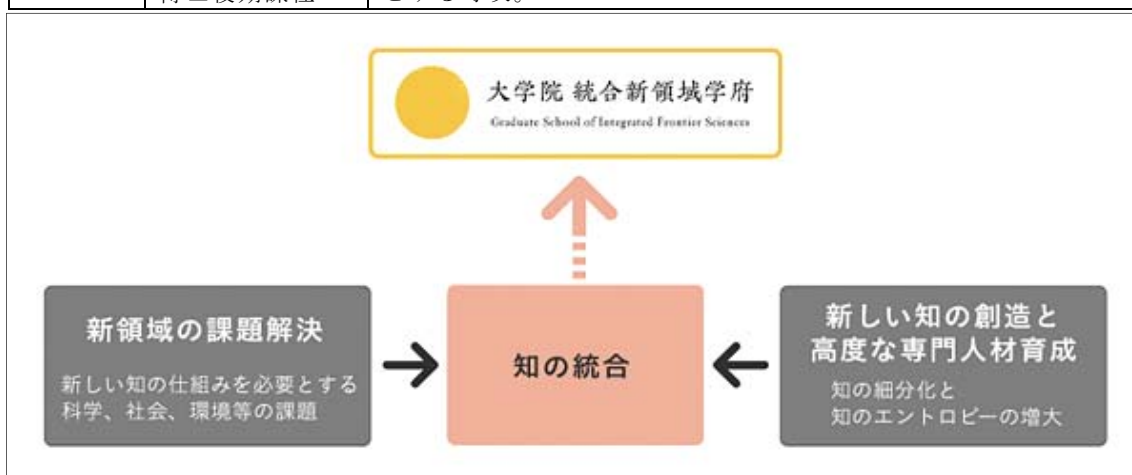 大学院 統合新領域学府
Graduate School of Integrated Frontier Sciences
新領域の課題解決
新しい知の仕組みを必要とする
科学、社会、環境等の課題
知の統合
新しい知の創造と
高度な専門人材育成
知の細分化と
知のエントロピーの増大